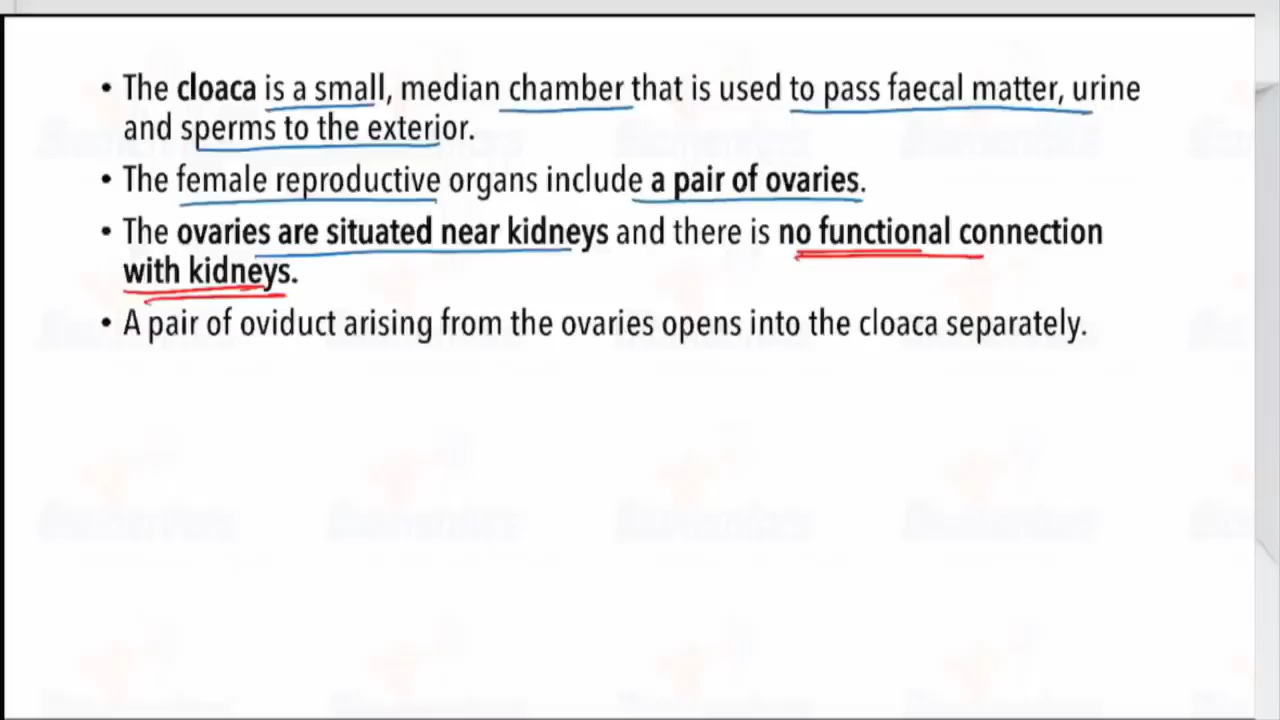 • The cloaca is a small, median chamber that is used to pass faecal matter, urine
and sperms to the exterior.
• The female reproductive organs include a pair of ovaries.
• The ovaries are situated near kidneys and there is no functional connection
with kidneys.
• A pair of oviduct arising from the ovaries opens into the cloaca separately.